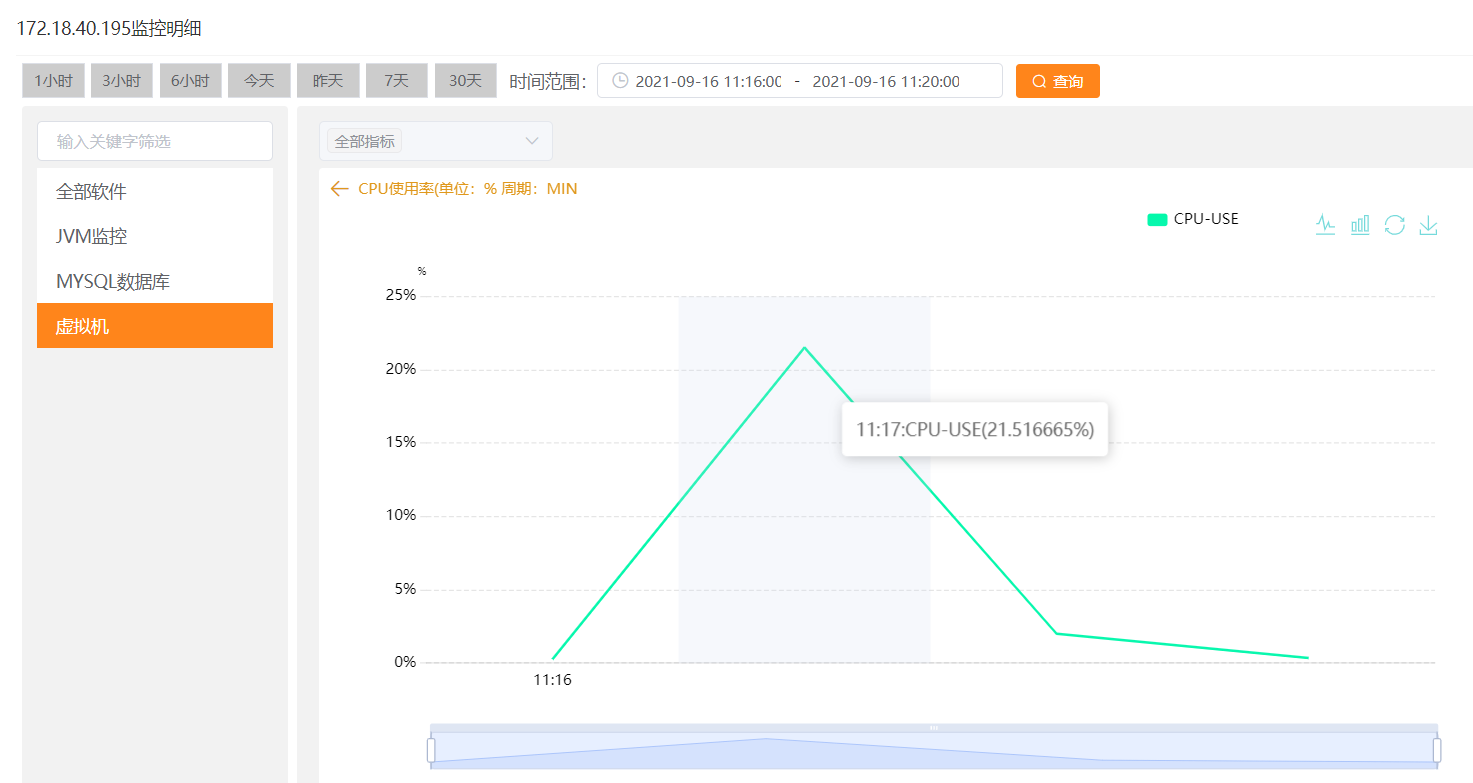 172.18.40.195监控明细
1小时 3小时 6小时 今天 昨天 7天 30天 时间范围： 2021-09-16 11:16:00 - 2021-09-16 11:20:00 查询
输入关键字筛选
全部软件
JVM监控
MYSQL数据库
虚拟机
全部指标
CPU使用率(单位：% 周期：MIN
CPU-USE
%
25%
20%
15%
10%
5%
0%
11:17:CPU-USE(21.516665%)
11:16